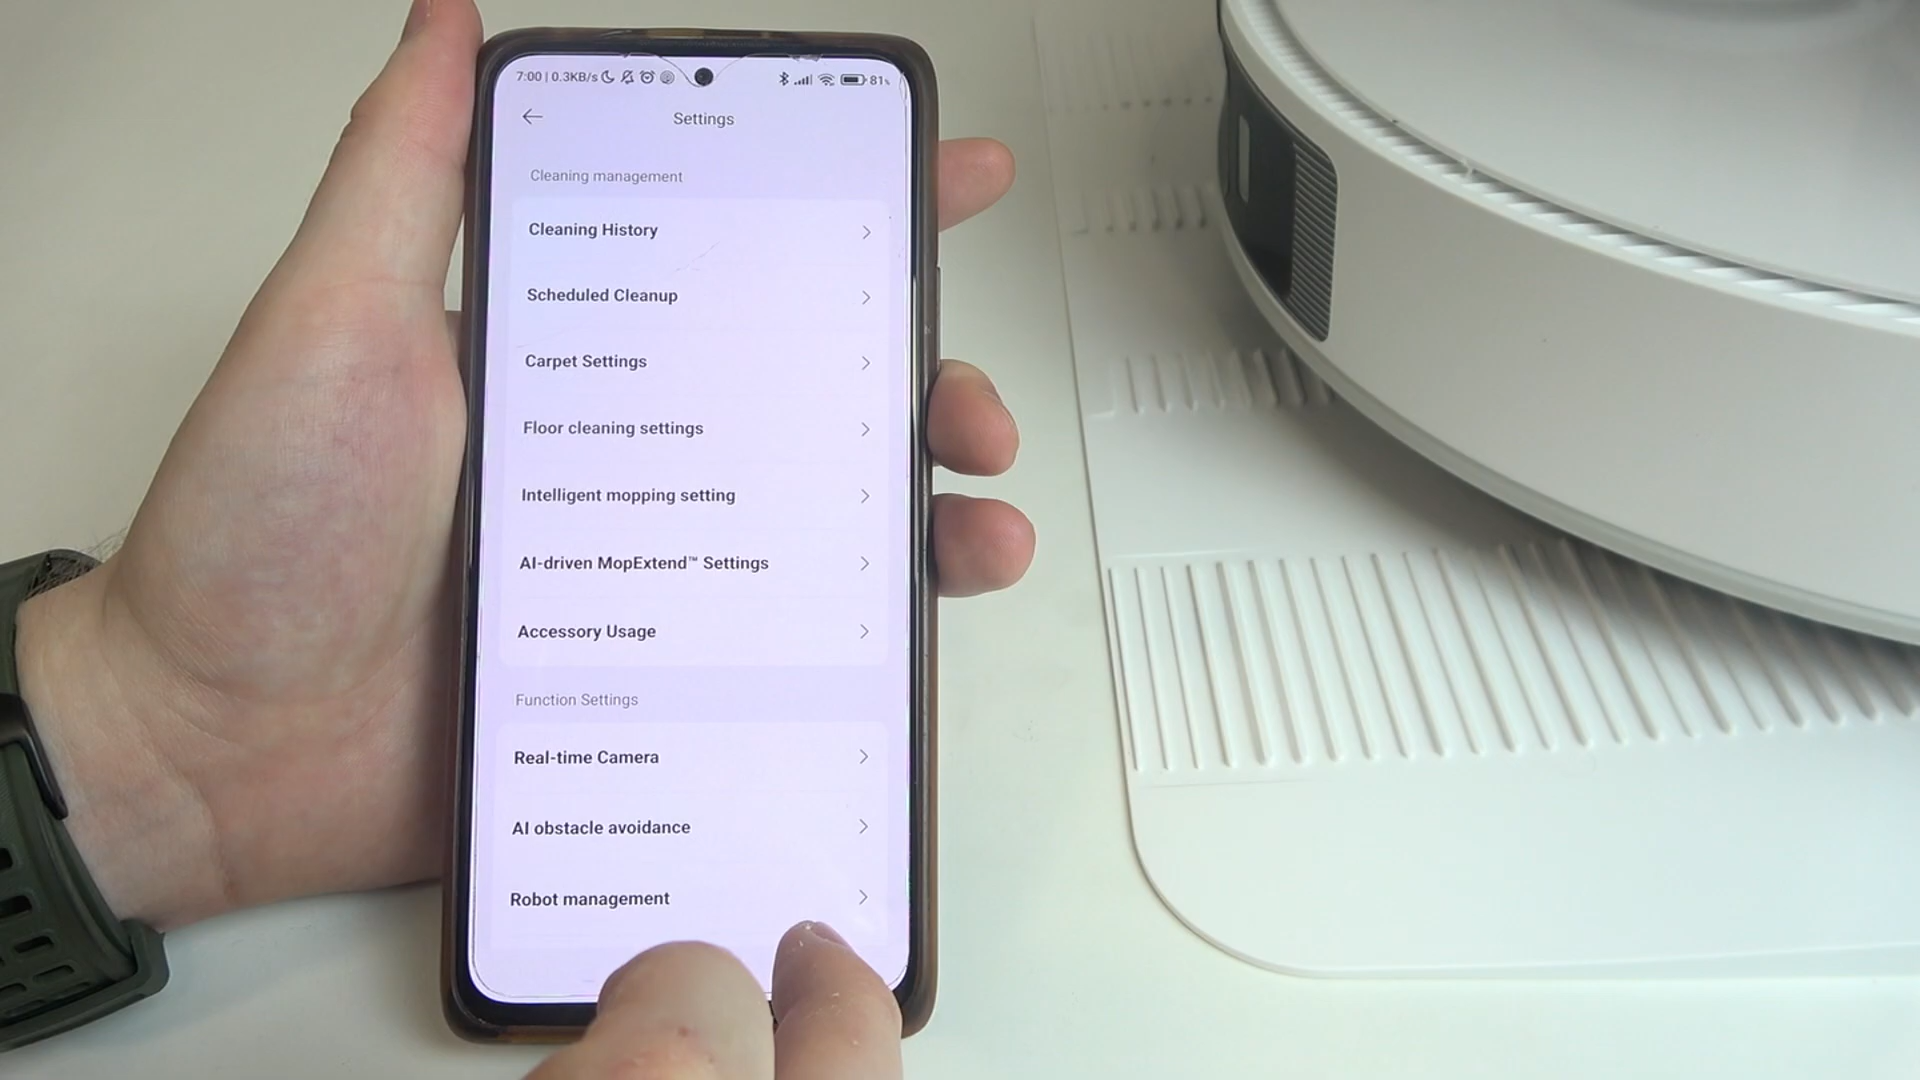 7:00 | 0.3KB/s 81%
Settings
Cleaning management
Cleaning History
Scheduled Cleanup
Carpet Settings
Floor cleaning settings
Intelligent mopping setting
AI-driven MopExtend™ Settings
Accessory Usage
Function Settings
Real-time Camera
AI obstacle avoidance
Robot management